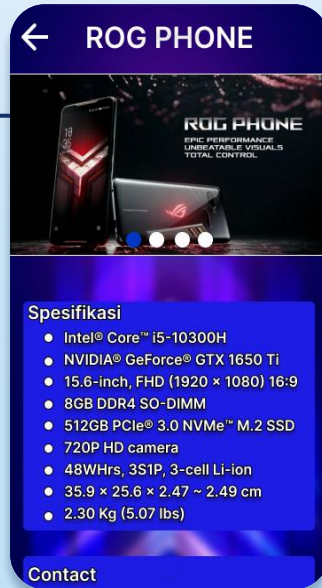 ROG PHONE
ROG PHONE
EPIC PERFORMANCE
UNBEATABLE VISUALS
TOTAL CONTROL
Spesifikasi
Intel® Core™ i5-10300H
NVIDIA® GeForce® GTX 1650 Ti
15.6-inch, FHD (1920 × 1080) 16:9
8GB DDR4 SO-DIMM
512GB PCIe® 3.0 NVMe™ M.2 SSD
720P HD camera
48WHrs, 3S1P, 3-cell Li-ion
35.9 × 25.6 × 2.47 ~ 2.49 cm
2.30 Kg (5.07 lbs)
Contact